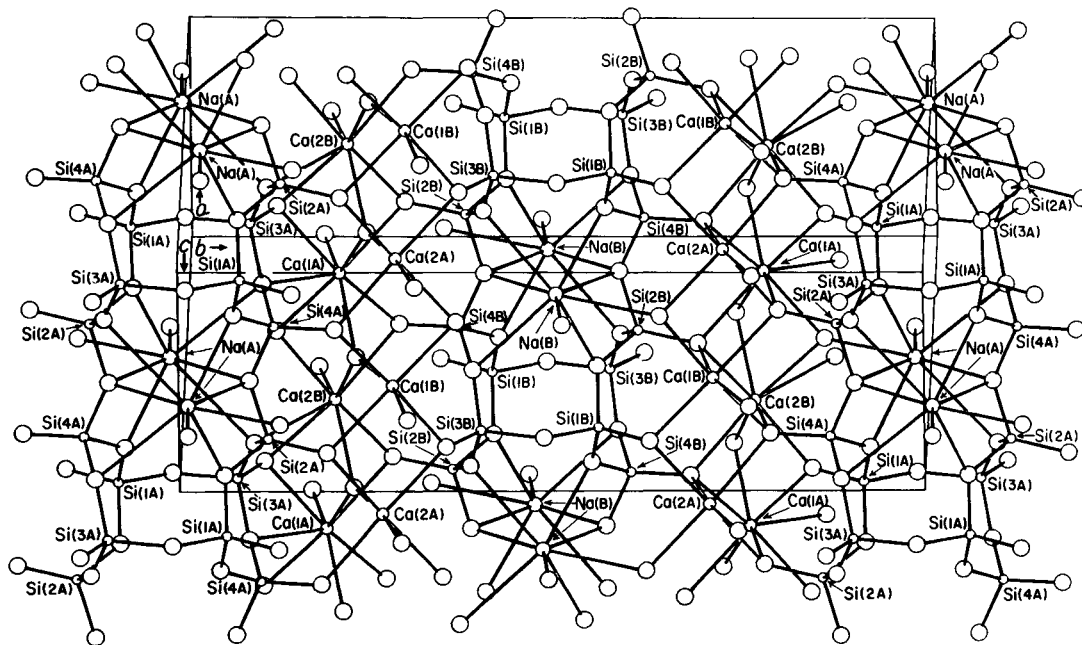 Si(4B)
Si(2B)
Na(A)
Na(A)
Ca(2B)
Ca(1B)
Si(1B)
Si(3B)
Ca(1B)
Ca(2B)
Si(4A)
Na(A)
Si(3B)
Si(1B)
Si(4A)
Na(A)
Si(2B)
Si(2A)
Si(2A)
a
Si(1A)
Si(3A)
Si(4B)
Si(1A)
Si(3A)
c b
Na(B)
Ca(2A)
Ca(1A)
Si(3A)
Si(1A)
Ca(1A)
Ca(2A)
Si(3A)
Si(1A)
Si(2A)
Si(2A)
Si(4A)
Si(4B)
Na(B)
Si(2B)
Na(A)
Na(A)
Si(4A)
Ca(2B)
Ca(1B)
Si(1B)
Si(3B)
Ca(1B)
Ca(2B)
Si(4A)
Si(3B)
Si(1B)
Si(4A)
Si(2A)
Si(2A)
Si(2B)
Si(4B)
Si(1A)
Si(3A)
Si(1A)
Si(3A)
Na(B)
Ca(2A)
Ca(1A)
Si(3A)
Si(1A)
Ca(1A)
Ca(2A)
Si(3A)
Si(1A)
Si(2A)
Si(4A)
Si(2A)
Si(4A)